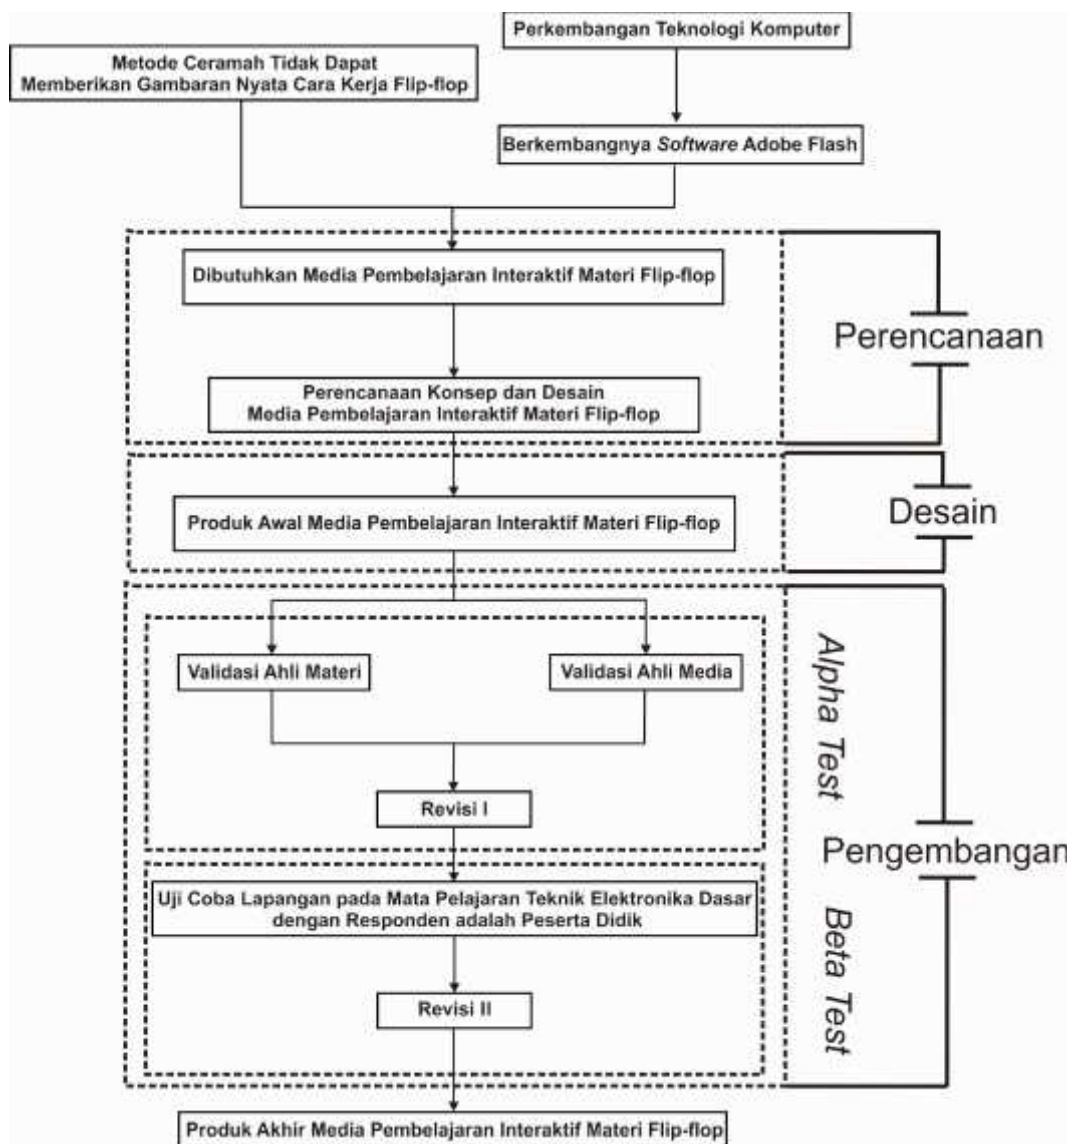 Perkembangan Teknologi Komputer
Metode Ceramah Tidak Dapat
Memberikan Gambaran Nyata Cara Kerja Flip-flop
Berkembangnya Software Adobe Flash
Dibutuhkan Media Pembelajaran Interaktif Materi Flip-flop
Perencanaan
Perencanaan Konsep dan Desain
Media Pembelajaran Interaktif Materi Flip-flop
Produk Awal Media Pembelajaran Interaktif Materi Flip-flop
Desain
Validasi Ahli Materi
Validasi Ahli Media
Alpha Test
Revisi I
Pengembangan
Uji Coba Lapangan pada Mata Pelajaran Teknik Elektronika Dasar
dengan Responden adalah Peserta Didik
Beta Test
Revisi II
Produk Akhir Media Pembelajaran Interaktif Materi Flip-flop